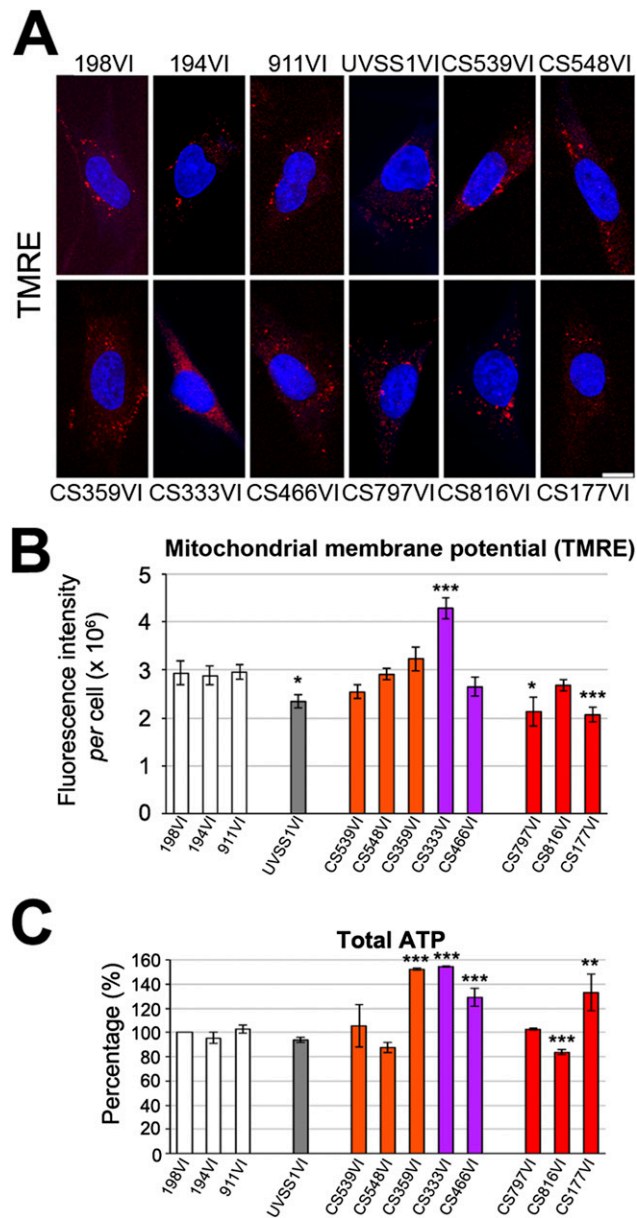 A
198VI 194VI 911VI UVSS1VI CS539VI CS548VI
TMRE
CS359VI CS333VI CS466VI CS797VI CS816VI CS177VI
B
Mitochondrial membrane potential (TMRE)
Fluorescence intensity
per cell (x 10⁶)
5
4
3
2
1
0
* *** * ***
198VI 194VI 911VI UVSS1VI CS539VI CS548VI CS359VI CS333VI CS466VI CS797VI CS816VI CS177VI
C
Total ATP
Percentage (%)
160
140
120
100
80
60
40
20
0
*** *** *** *** **
198VI 194VI 911VI UVSS1VI CS539VI CS548VI CS359VI CS333VI CS466VI CS797VI CS816VI CS177VI